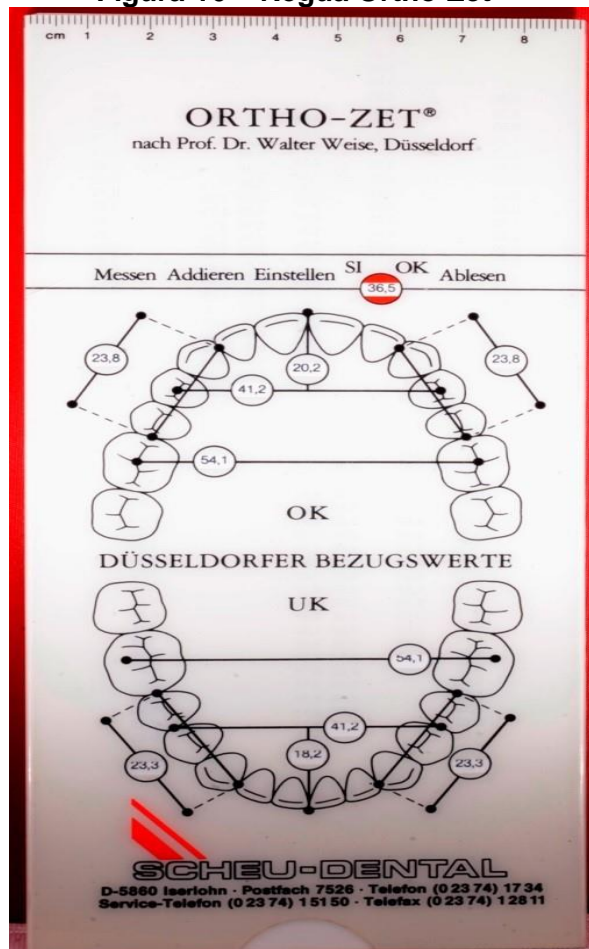 cm 1 2 3 4 5 6 7 8
ORTHO-ZET®
nach Prof. Dr. Walter Weise, Düsseldorf
Messen Addieren Einstellen SI 36,5 OK Ablesen
23,8 20,2 23,8
41,2
54,1
OK
DÜSSELDORFER BEZUGSWERTE
UK
54,1
41,2
23,3 18,2 23,3
SCHEU-DENTAL
D-5860 Iserlohn · Postfach 7526 · Telefon (0 23 74) 17 34
Service-Telefon (0 23 74) 1 51 50 · Telefax (0 23 74) 1 28 11